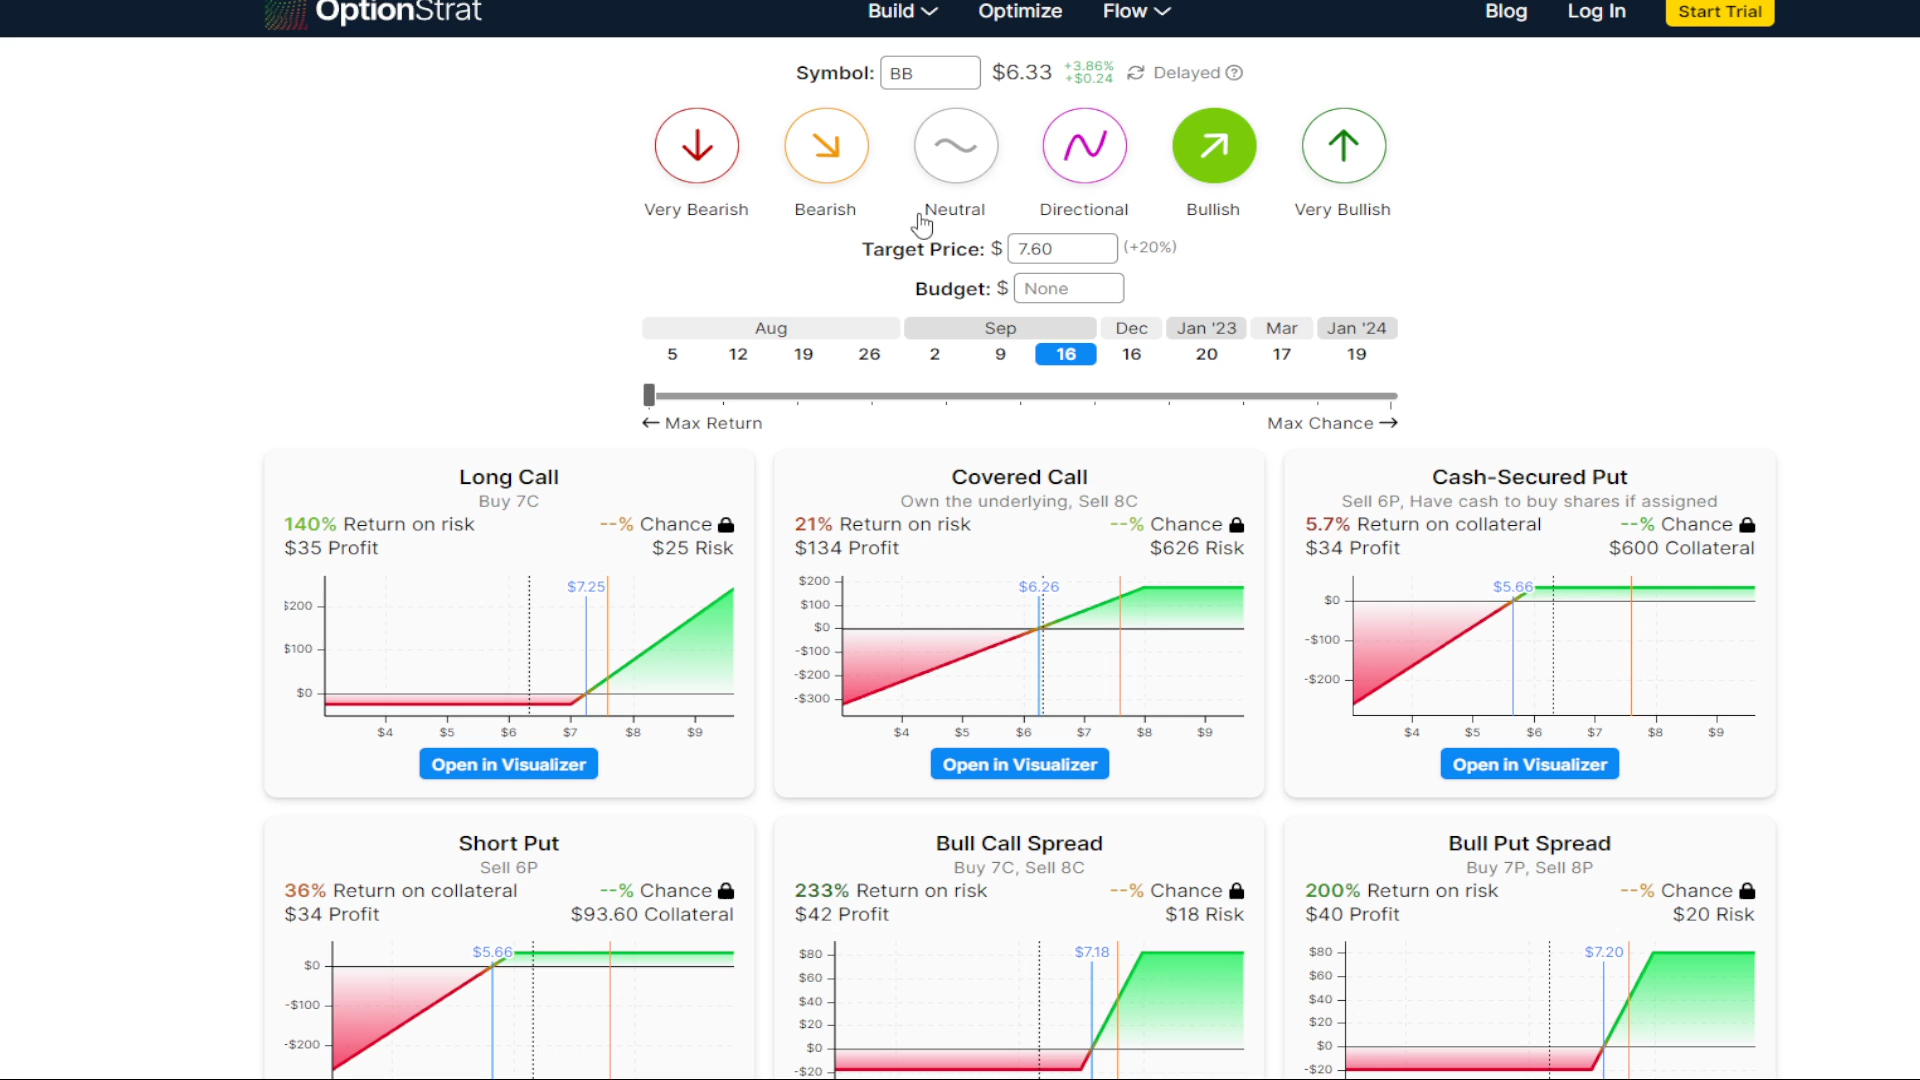 OptionStrat Build Optimize Flow Blog Log In Start Trial
Symbol: BB $6.33 +3.86% +$0.24 Delayed ?
Very Bearish Bearish Neutral Directional Bullish Very Bullish
Target Price: $ 7.60 (+20%)
Budget: $ None
Aug Sep Dec Jan '23 Mar Jan '24
5 12 19 26 2 9 16 16 20 17 19
← Max Return Max Chance →
Long Call
Buy 7C
140% Return on risk --% Chance
$35 Profit $25 Risk
$7.25
$200
$100
$0
$4 $5 $6 $7 $8 $9
Open in Visualizer
Covered Call
Own the underlying, Sell 8C
21% Return on risk --% Chance
$134 Profit $626 Risk
$6.26
$200
$100
$0
-$100
-$200
-$300
$4 $5 $6 $7 $8 $9
Open in Visualizer
Cash-Secured Put
Sell 6P, Have cash to buy shares if assigned
5.7% Return on collateral --% Chance
$34 Profit $600 Collateral
$5.66
$0
-$100
-$200
$4 $5 $6 $7 $8 $9
Open in Visualizer
Short Put
Sell 6P
36% Return on collateral --% Chance
$34 Profit $93.60 Collateral
$5.66
$0
-$100
-$200
Bull Call Spread
Buy 7C, Sell 8C
233% Return on risk --% Chance
$42 Profit $18 Risk
$7.18
$80
$60
$40
$20
$0
-$20
Bull Put Spread
Buy 7P, Sell 8P
200% Return on risk --% Chance
$40 Profit $20 Risk
$7.20
$80
$60
$40
$20
$0
-$20